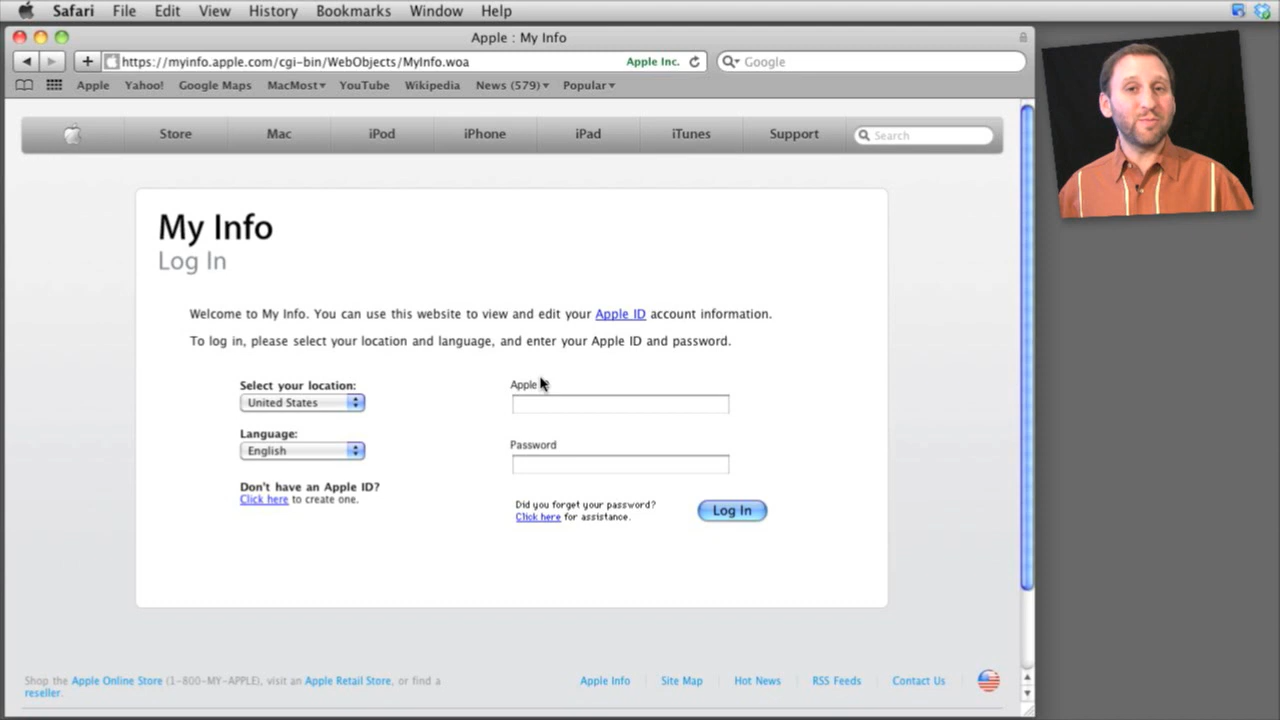 Safari File Edit View History Bookmarks Window Help
Apple : My Info
https://myinfo.apple.com/cgi-bin/WebObjects/MyInfo.woa Apple Inc. Google
Apple Yahoo! Google Maps MacMost YouTube Wikipedia News (579) Popular
Store Mac iPod iPhone iPad iTunes Support Search
My Info
Log In
Welcome to My Info. You can use this website to view and edit your Apple ID account information.
To log in, please select your location and language, and enter your Apple ID and password.
Select your location:
United States
Language:
English
Don't have an Apple ID?
Click here to create one.
Apple
Password
Did you forget your password?
Click here for assistance.
Log In
Shop the Apple Online Store (1-800-MY-APPLE), visit an Apple Retail Store, or find a
reseller.
Apple Info Site Map Hot News RSS Feeds Contact Us